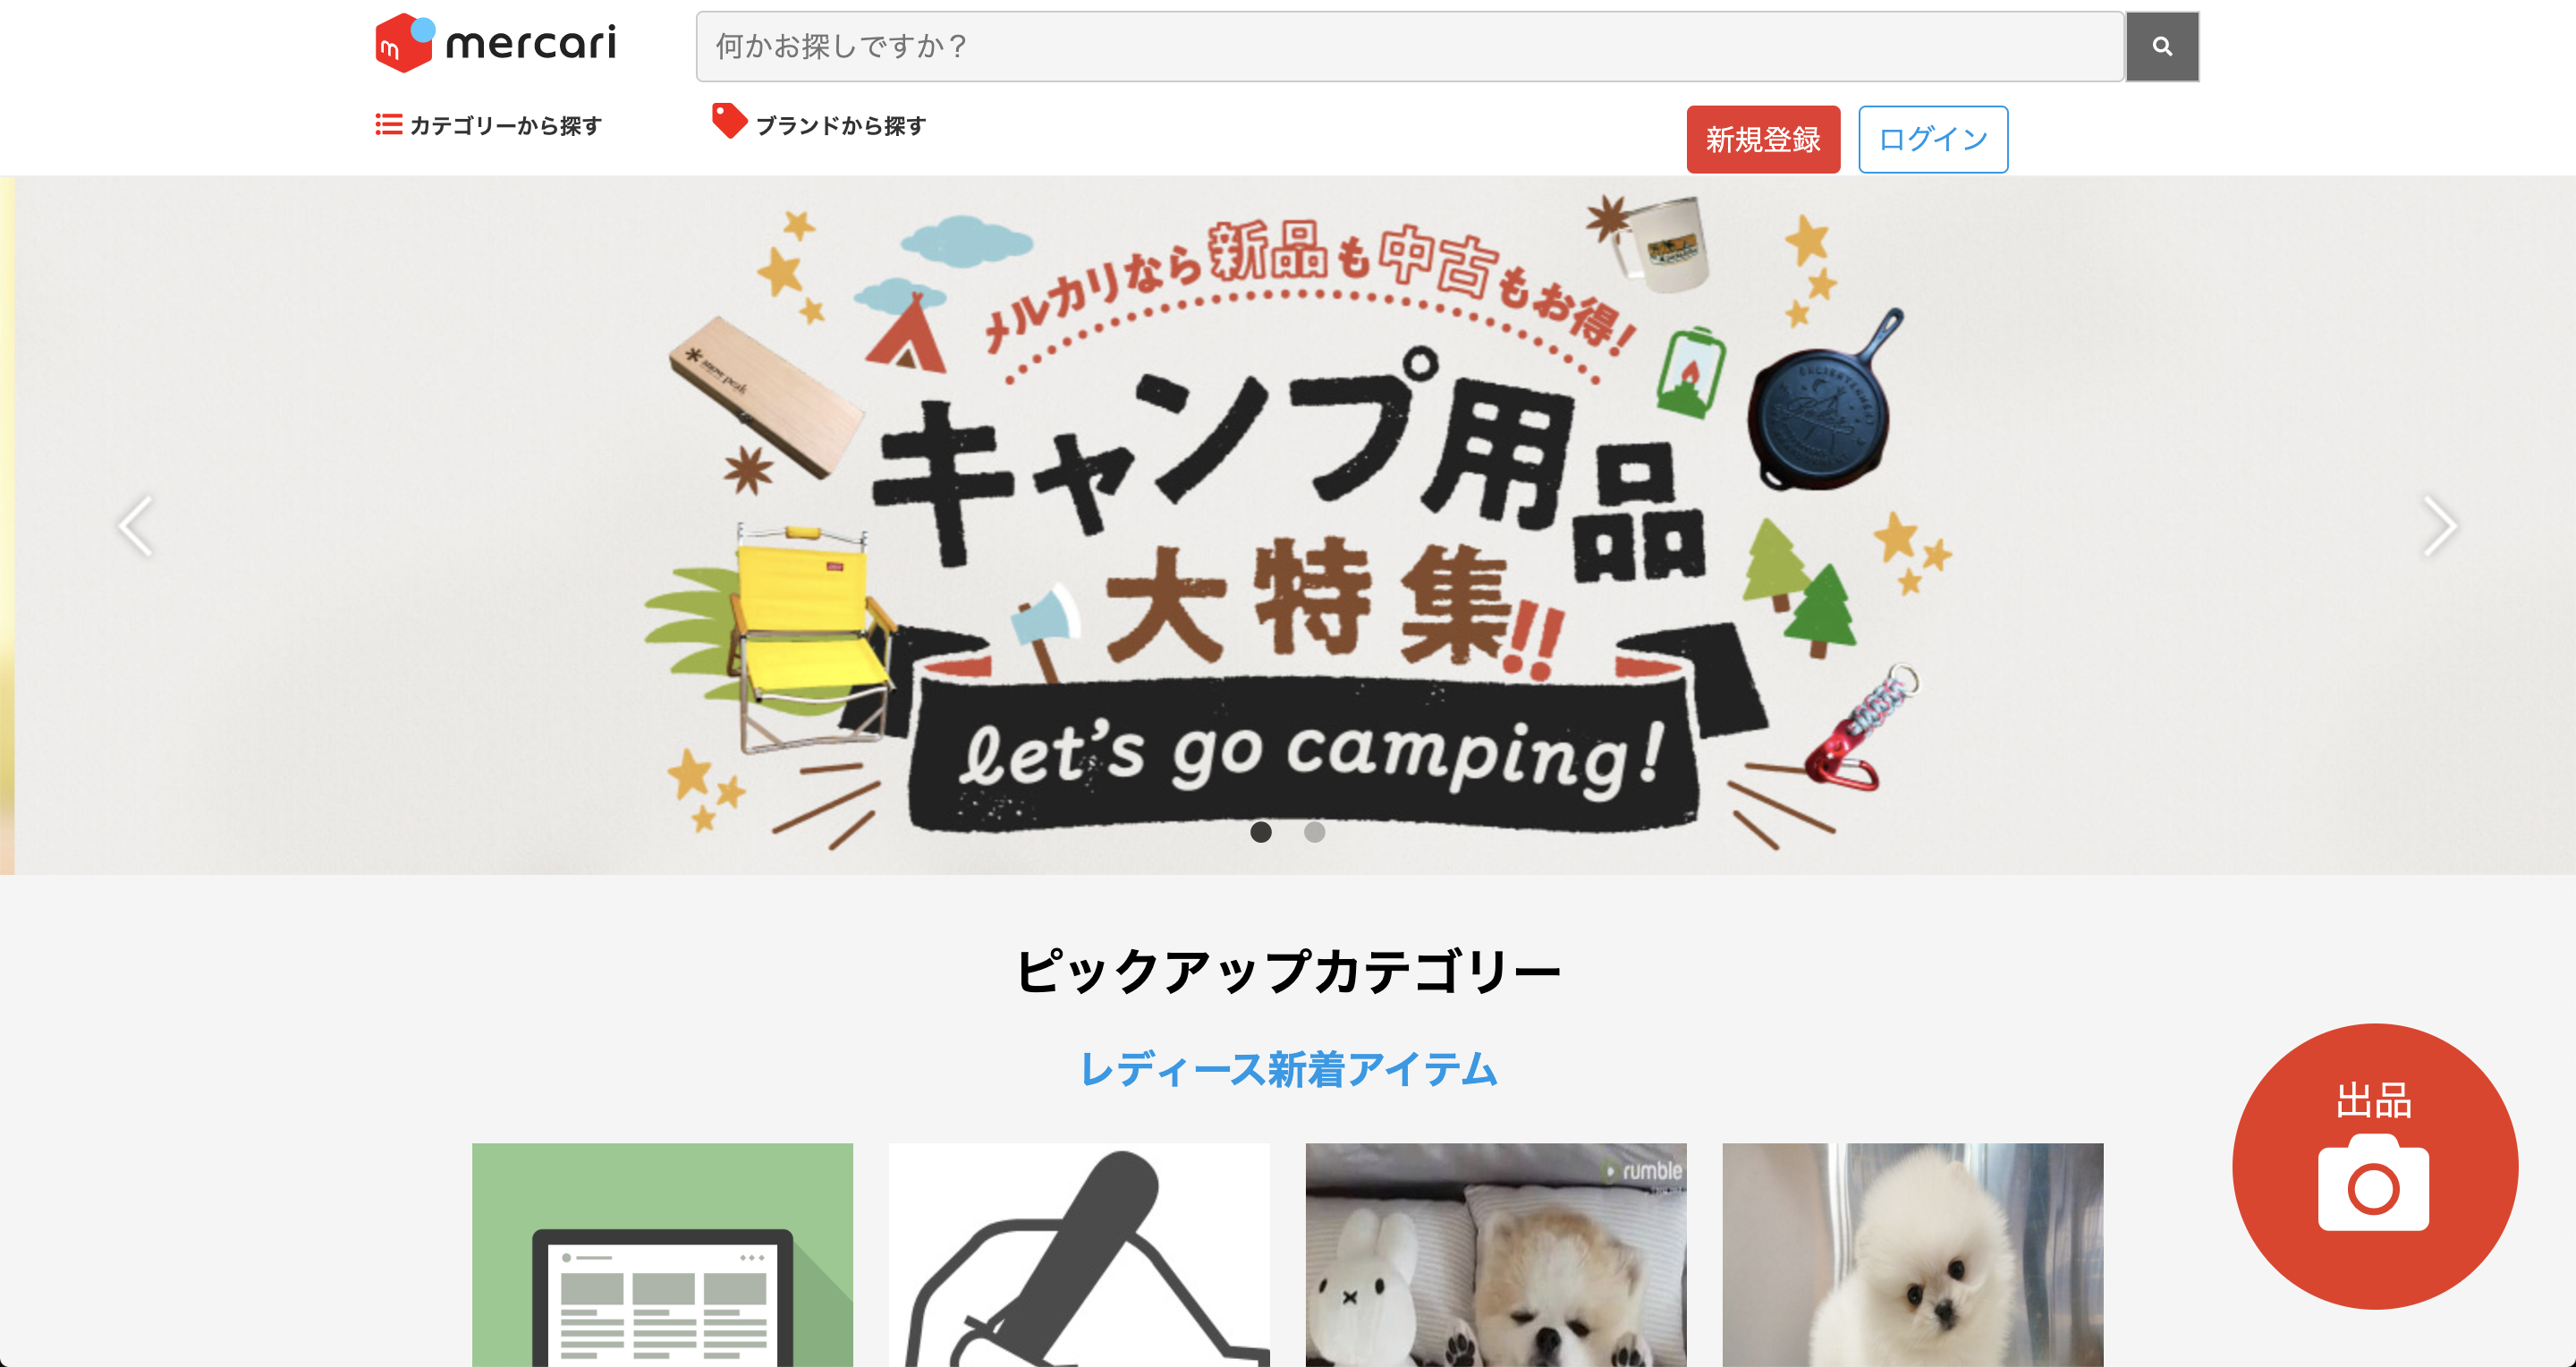 mercari
何かお探しですか？
カテゴリーから探す
ブランドから探す
新規登録
ログイン
メルカリなら新品も中古もお得！
snow peak
キャンプ用品
大特集!!
let's go camping!
ピックアップカテゴリー
レディース新着アイテム
出品
rumble